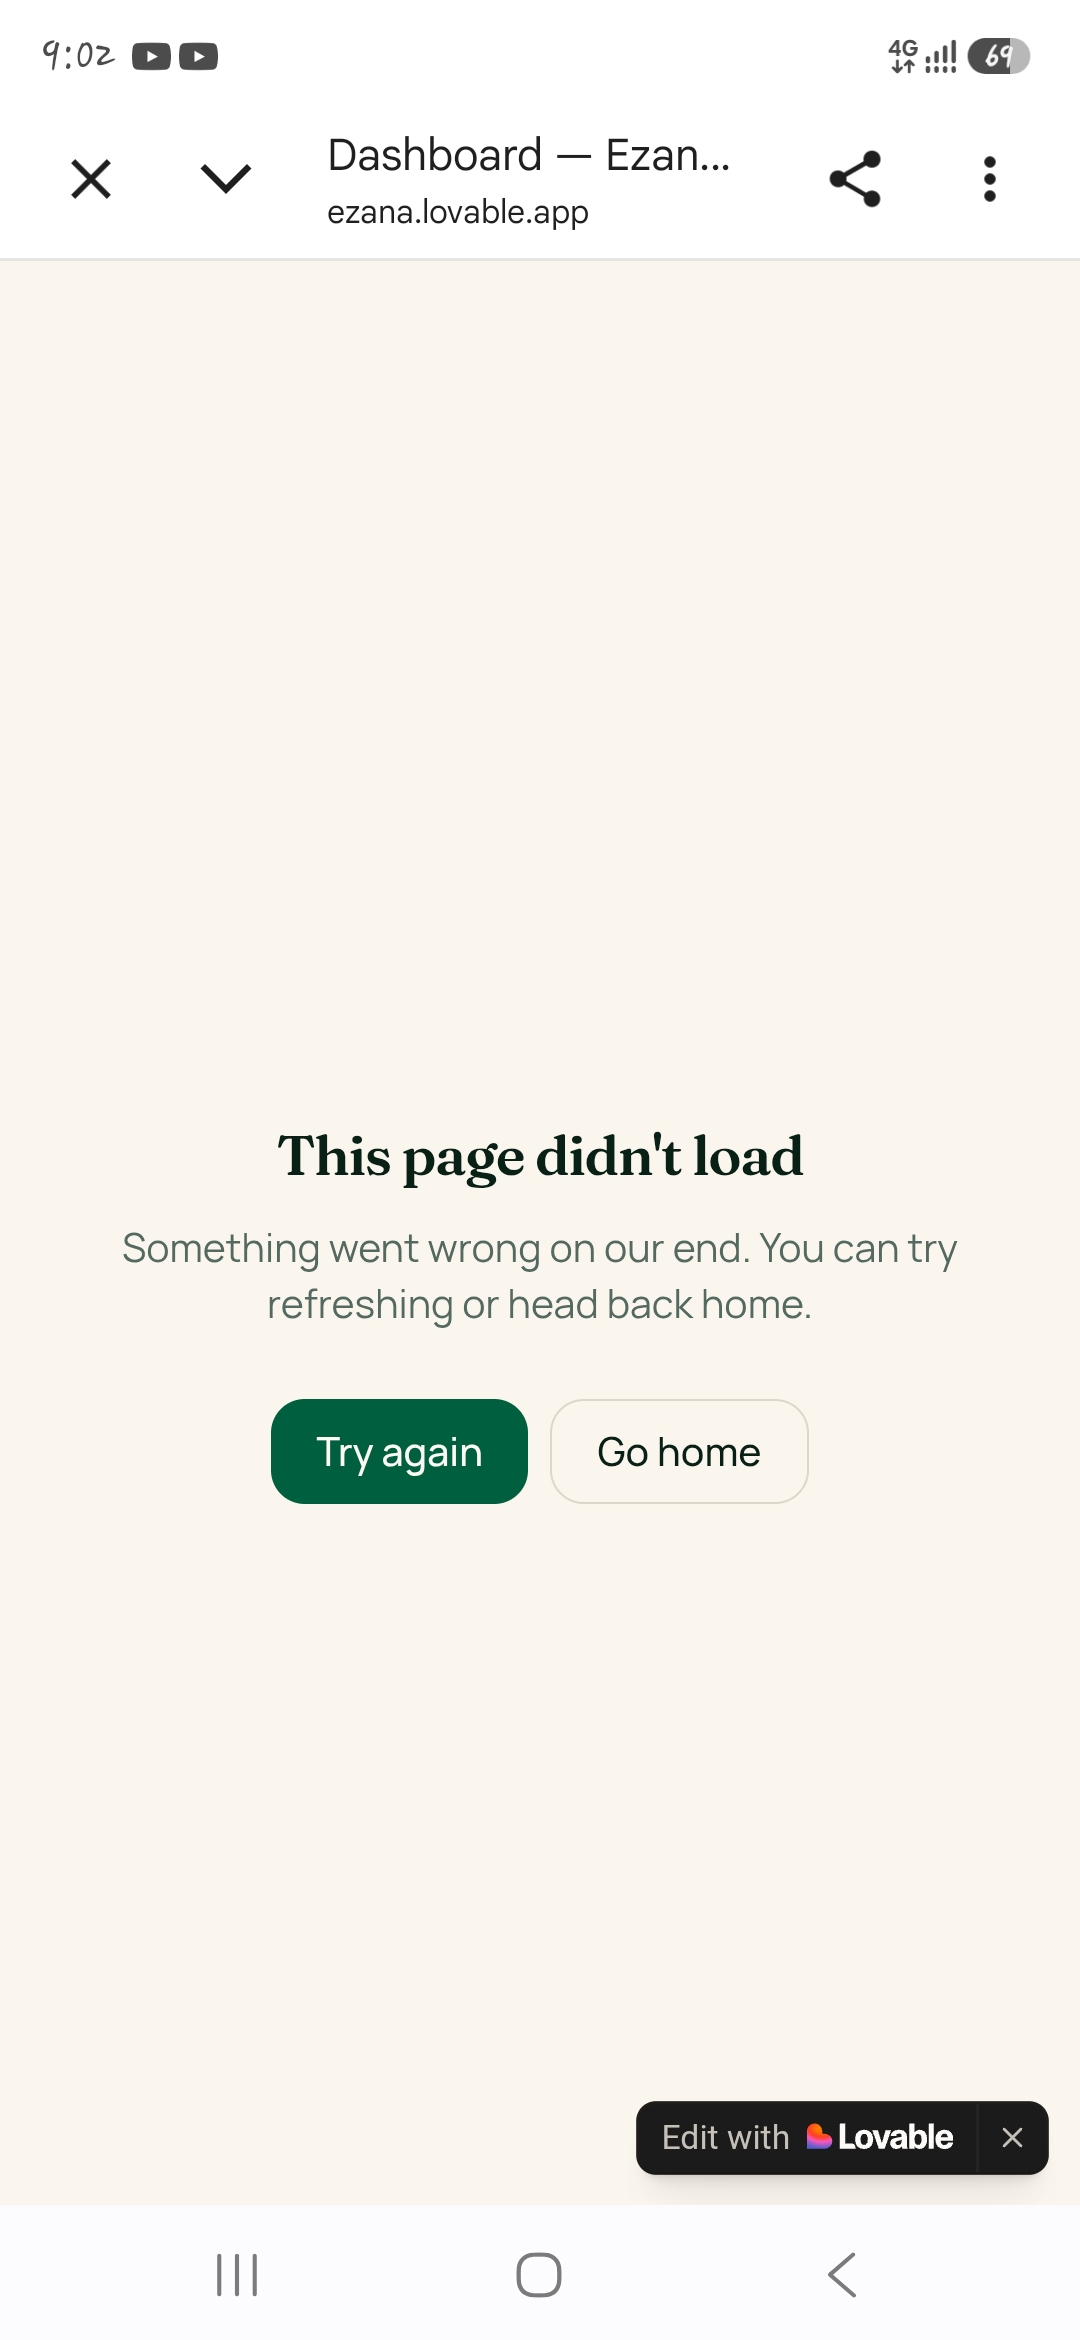 9:02
4G
69
Dashboard — Ezan...
ezana.lovable.app
This page didn't load
Something went wrong on our end. You can try
refreshing or head back home.
Try again
Go home
Edit with Lovable